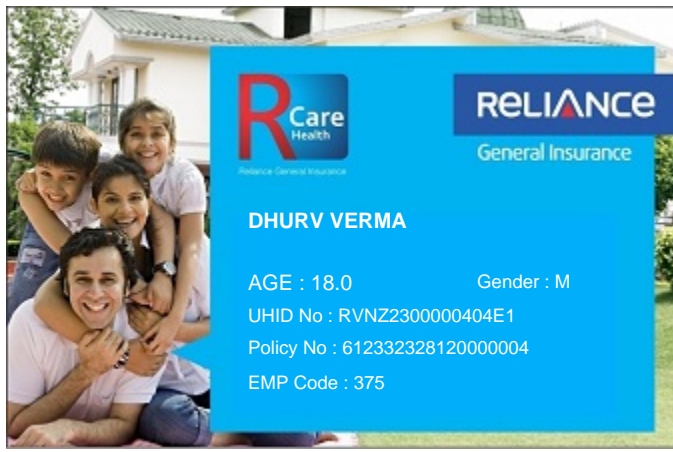 R Care
Health
Reliance General Insurance
RELIANCE
General Insurance
DHURV VERMA
AGE : 18.0 Gender : M
UHID No : RVNZ2300000404E1
Policy No : 612332328120000004
EMP Code : 375